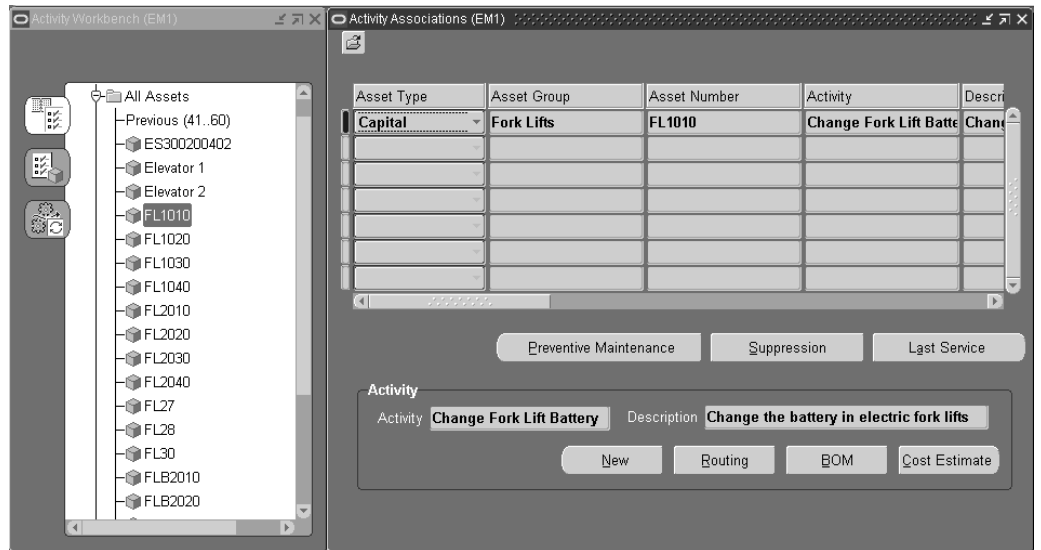 Activity Workbench (EM1)
All Assets
Previous (41..60)
ES300200402
Elevator 1
Elevator 2
FL1010
FL1020
FL1030
FL1040
FL2010
FL2020
FL2030
FL2040
FL27
FL28
FL30
FLB2010
FLB2020
Activity Associations (EM1)
Asset Type Asset Group Asset Number Activity Descri
Capital Fork Lifts FL1010 Change Fork Lift Batte Chang
Preventive Maintenance Suppression Last Service
Activity
Activity Change Fork Lift Battery Description Change the battery in electric fork lifts
New Routing BOM Cost Estimate